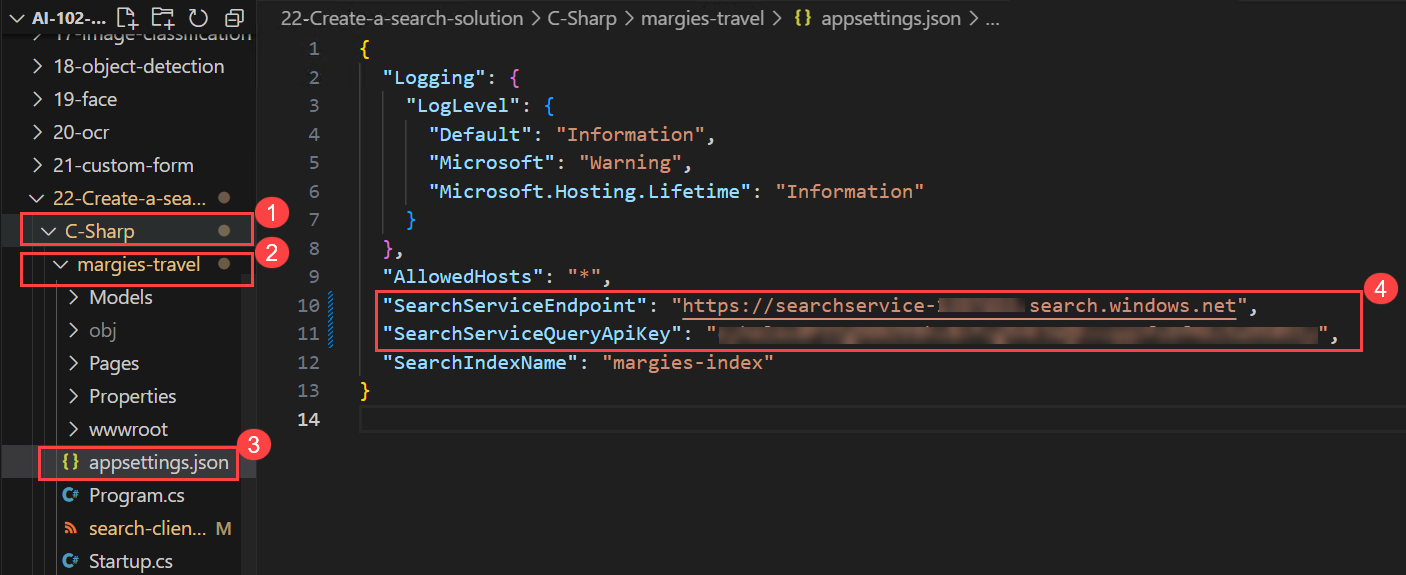 AI-102-...
17-image-classification
18-object-detection
19-face
20-ocr
21-custom-form
22-Create-a-sea...
C-Sharp
1
margies-travel
2
Models
obj
Pages
Properties
wwwroot
appsettings.json
3
Program.cs
search-clien... M
Startup.cs
22-Create-a-search-solution > C-Sharp > margies-travel > {} appsettings.json > ...
1 {
2 "Logging": {
3 "LogLevel": {
4 "Default": "Information",
5 "Microsoft": "Warning",
6 "Microsoft.Hosting.Lifetime": "Information"
7 }
8 },
9 "AllowedHosts": "*",
10 "SearchServiceEndpoint": "https://searchservice- search.windows.net",
4
11 "SearchServiceQueryApiKey": " ",
12 "SearchIndexName": "margies-index"
13 }
14